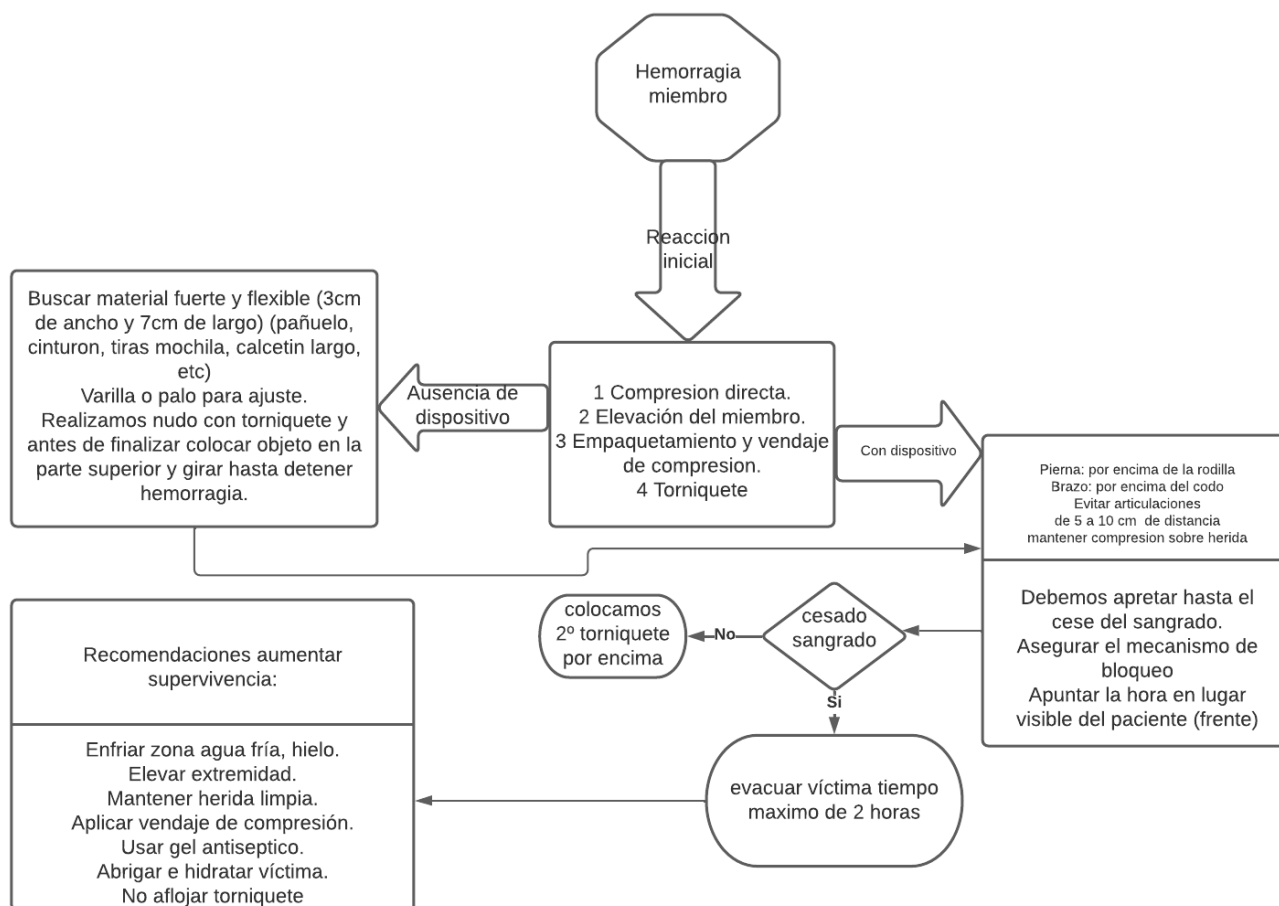 Hemorragia
miembro
Reaccion
inicial
1 Compresion directa.
2 Elevación del miembro.
3 Empaquetamiento y vendaje
de compresion.
4 Torniquete
Ausencia de
dispositivo
Buscar material fuerte y flexible (3cm
de ancho y 7cm de largo) (pañuelo,
cinturon, tiras mochila, calcetin largo,
etc)
Varilla o palo para ajuste.
Realizamos nudo con torniquete y
antes de finalizar colocar objeto en la
parte superior y girar hasta detener
hemorragia.
Con dispositivo
Pierna: por encima de la rodilla
Brazo: por encima del codo
Evitar articulaciones
de 5 a 10 cm de distancia
mantener compresion sobre herida
Debemos apretar hasta el
cese del sangrado.
Asegurar el mecanismo de
bloqueo
Apuntar la hora en lugar
visible del paciente (frente)
cesado
sangrado
No
colocamos
2º torniquete
por encima
Si
evacuar víctima tiempo
maximo de 2 horas
Recomendaciones aumentar
supervivencia:
Enfriar zona agua fría, hielo.
Elevar extremidad.
Mantener herida limpia.
Aplicar vendaje de compresión.
Usar gel antiseptico.
Abrigar e hidratar víctima.
No aflojar torniquete